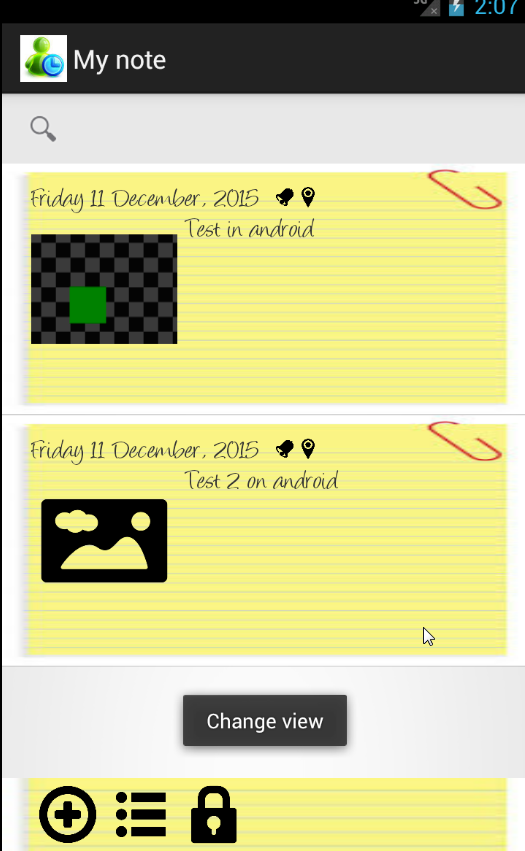 2:07
My note
Friday 11 December, 2015
Test in android
Friday 11 December, 2015
Test 2 on android
Change view